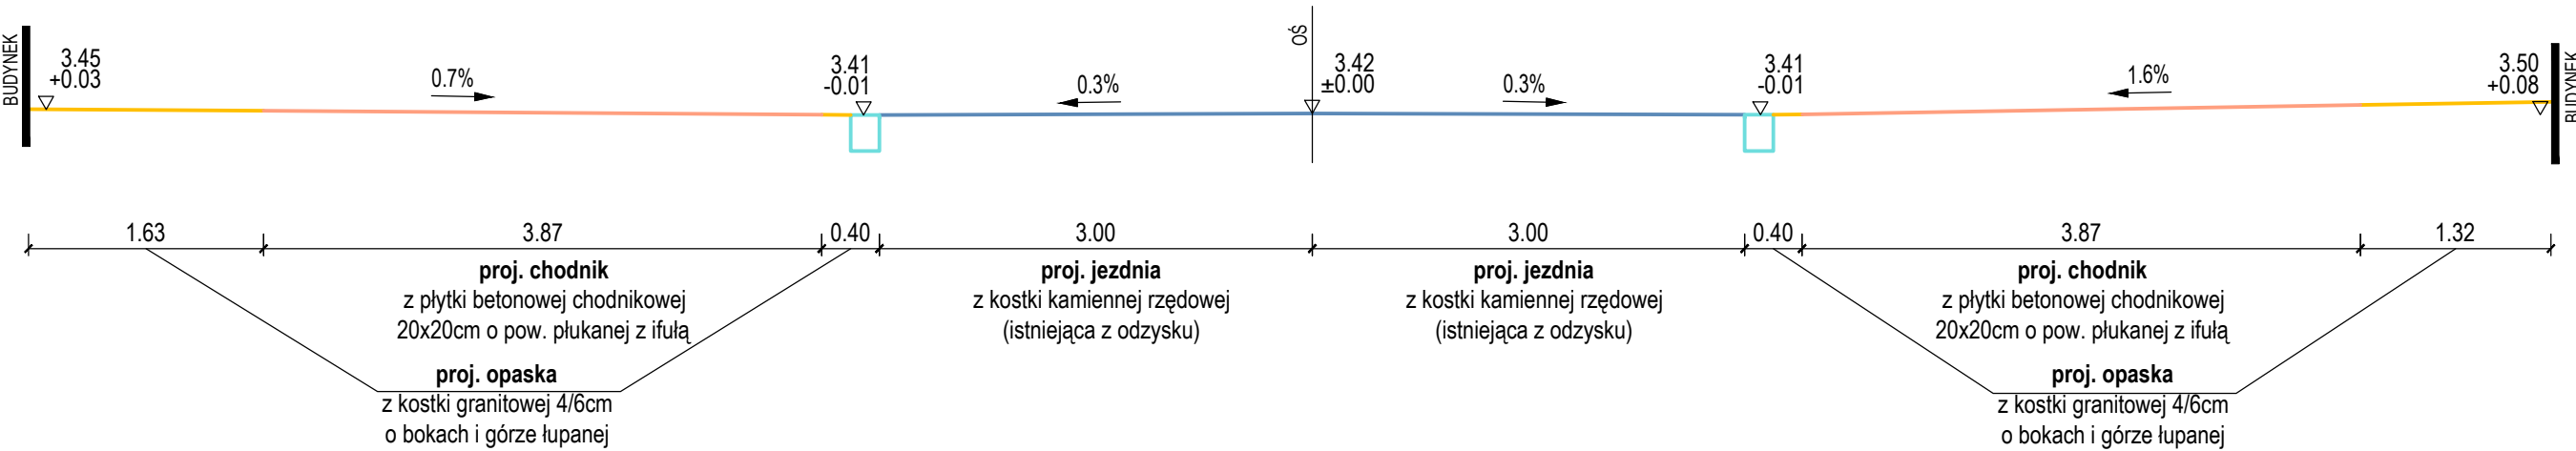 BUDYNEK
3.45
+0.03
0.7%
3.41
-0.01
0.3%
OŚ
3.42
±0.00
0.3%
3.41
-0.01
1.6%
3.50
+0.08
BUDYNEK
1.63
3.87
0.40
3.00
3.00
0.40
3.87
1.32
proj. chodnik
z płytki betonowej chodnikowej
20x20cm o pow. płukanej z ifułą
proj. jezdnia
z kostki kamiennej rzędowej
(istniejąca z odzysku)
proj. jezdnia
z kostki kamiennej rzędowej
(istniejąca z odzysku)
proj. chodnik
z płytki betonowej chodnikowej
20x20cm o pow. płukanej z ifułą
proj. opaska
z kostki granitowej 4/6cm
o bokach i górze łupanej
proj. opaska
z kostki granitowej 4/6cm
o bokach i górze łupanej